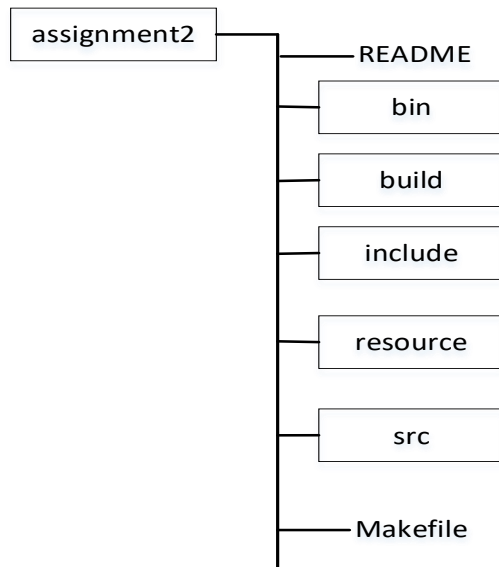 assignment2
README
bin
build
include
resource
src
Makefile